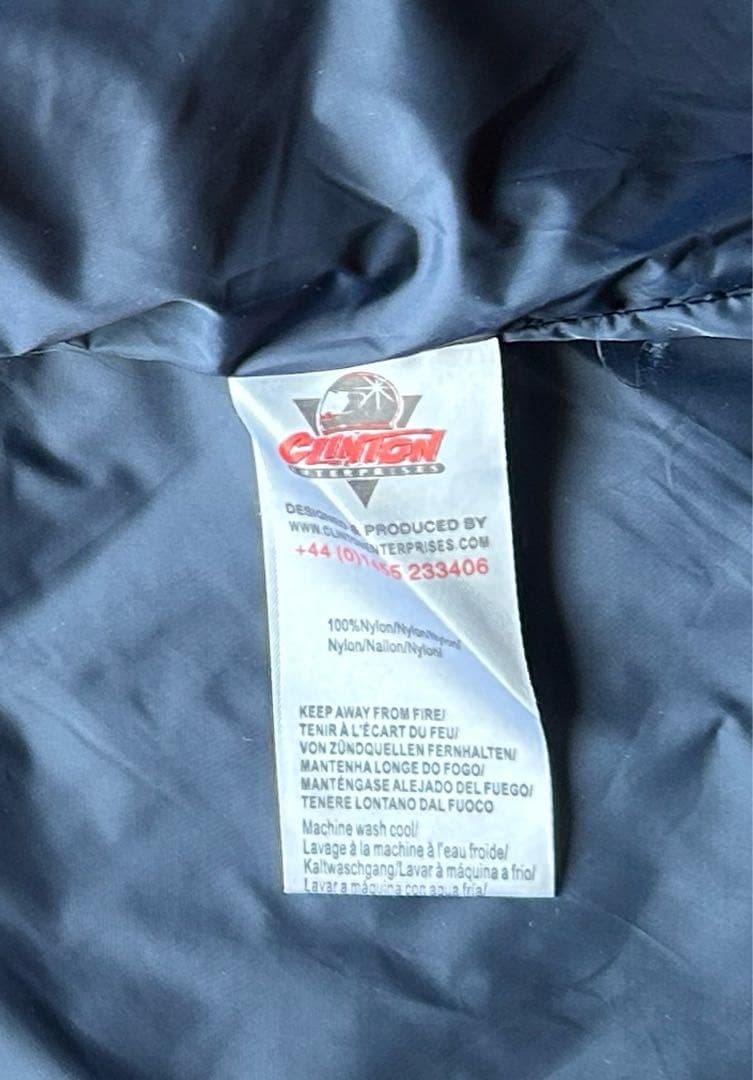 CLINTON
ENTERPRISES
DESIGNED & PRODUCED BY
WWW.CLINTONENTERPRISES.COM
+44 (0)1455 233406
100%Nylon/Nylon/Nylon/
Nylon/Nailon/Nylon/
KEEP AWAY FROM FIRE/
TENIR À L'ÉCART DU FEU/
VON ZÜNDQUELLEN FERNHALTEN/
MANTENHA LONGE DO FOGO/
MANTÉNGASE ALEJADO DEL FUEGO/
TENERE LONTANO DAL FUOCO
Machine wash cool/
Lavage à la machine à l'eau froide/
Kaltwaschgang/Lavar à máquina a frio/
Lavar a máquina con agua fría/